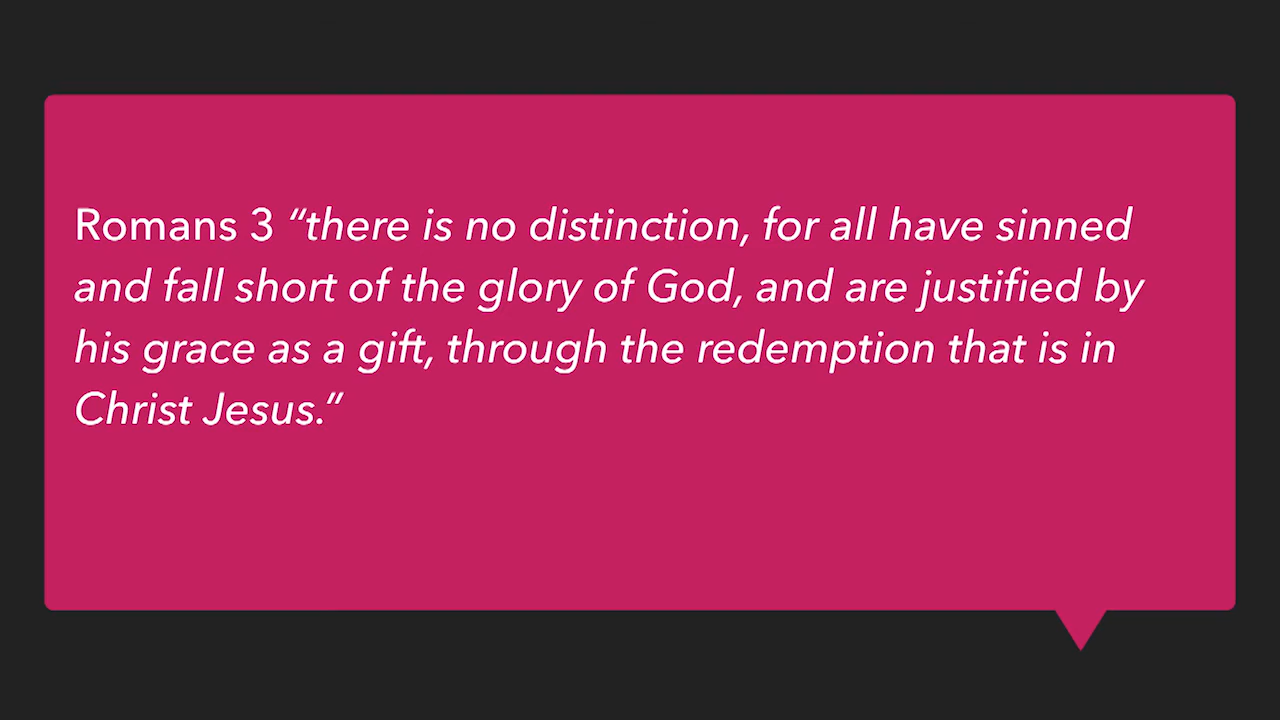 Romans 3 “there is no distinction, for all have sinned
and fall short of the glory of God, and are justified by
his grace as a gift, through the redemption that is in
Christ Jesus.”